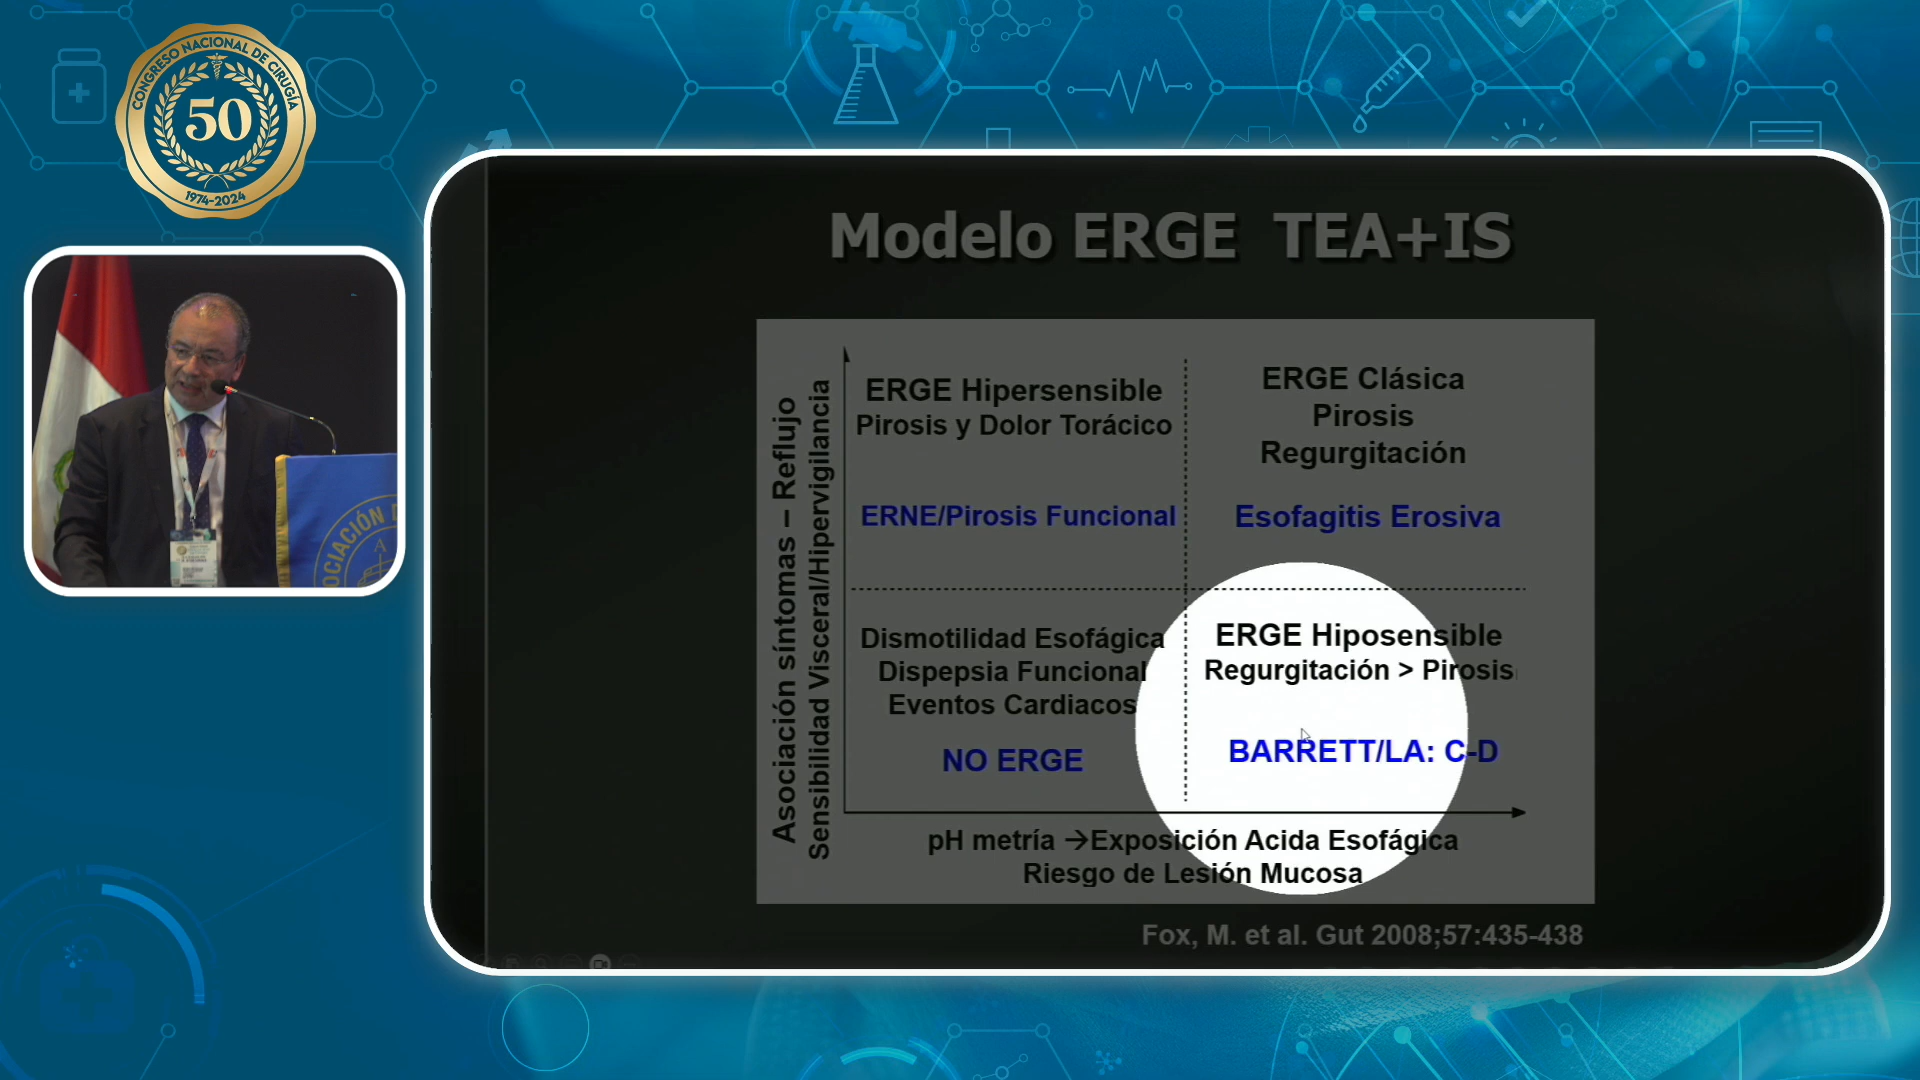 CONGRESO NACIONAL DE CIRUGÍA
50
1974-2024
OCIACIÓN D
A
Modelo ERGE TEA+IS
Asociación síntomas – Reflujo
Sensibilidad Visceral/Hipervigilancia
ERGE Hipersensible
Pirosis y Dolor Torácico
ERNE/Pirosis Funcional
ERGE Clásica
Pirosis
Regurgitación
Esofagitis Erosiva
Dismotilidad Esofágica
Dispepsia Funcional
Eventos Cardiacos
NO ERGE
ERGE Hiposensible
Regurgitación > Pirosis
BARRETT/LA: C-D
pH metría →Exposición Acida Esofágica
Riesgo de Lesión Mucosa
Fox, M. et al. Gut 2008;57:435-438